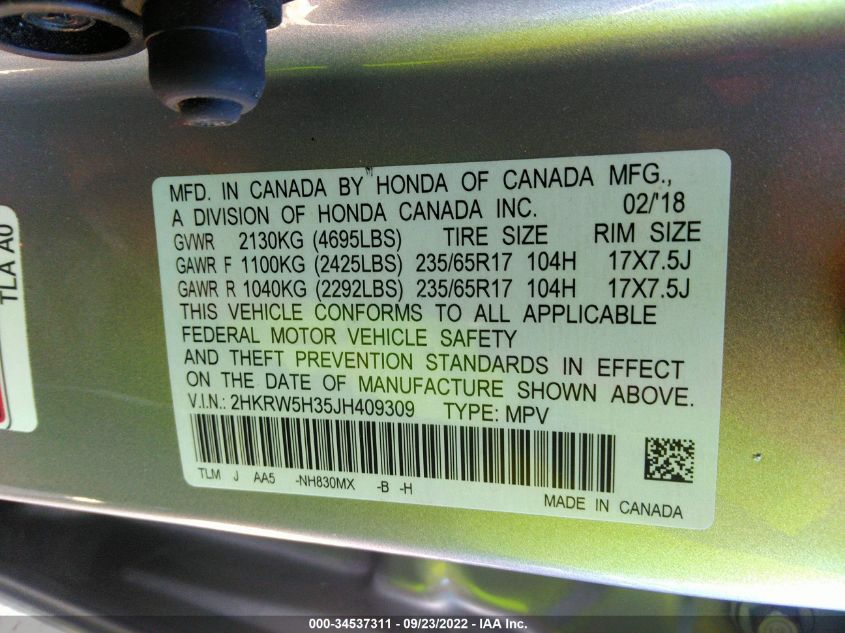 MFD. IN CANADA BY HONDA OF CANADA MFG.,
A DIVISION OF HONDA CANADA INC. 02/'18
GVWR 2130KG (4695LBS) TIRE SIZE RIM SIZE
GAWR F 1100KG (2425LBS) 235/65R17 104H 17X7.5J
GAWR R 1040KG (2292LBS) 235/65R17 104H 17X7.5J
THIS VEHICLE CONFORMS TO ALL APPLICABLE
FEDERAL MOTOR VEHICLE SAFETY
AND THEFT PREVENTION STANDARDS IN EFFECT
ON THE DATE OF MANUFACTURE SHOWN ABOVE.
V.I.N.: 2HKRW5H35JH409309 TYPE: MPV
TLM J AA5 -NH830MX -B -H
MADE IN CANADA
TLA A0
000-34537311 - 09/23/2022 - IAA Inc.